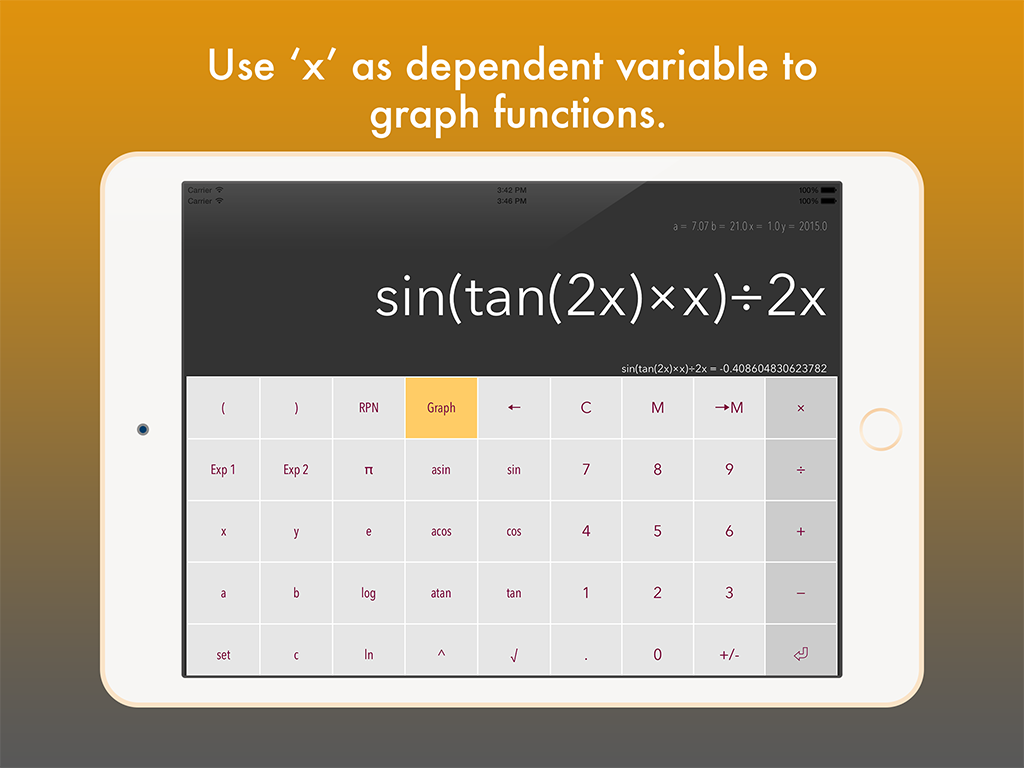 Use ‘x’ as dependent variable to
graph functions.
Carrier 3:42 PM 100%
Carrier 3:46 PM 100%
a = 7.07 b = 21.0 x = 1.0 y = 2015.0
sin(tan(2x)×x)÷2x
sin(tan(2x)×x)÷2x = -0.408604830623782
( ) RPN Graph ← C M →M ×
Exp 1 Exp 2 π asin sin 7 8 9 ÷
x y e acos cos 4 5 6 +
a b log atan tan 1 2 3 −
set c ln ^ √ . 0 +/-